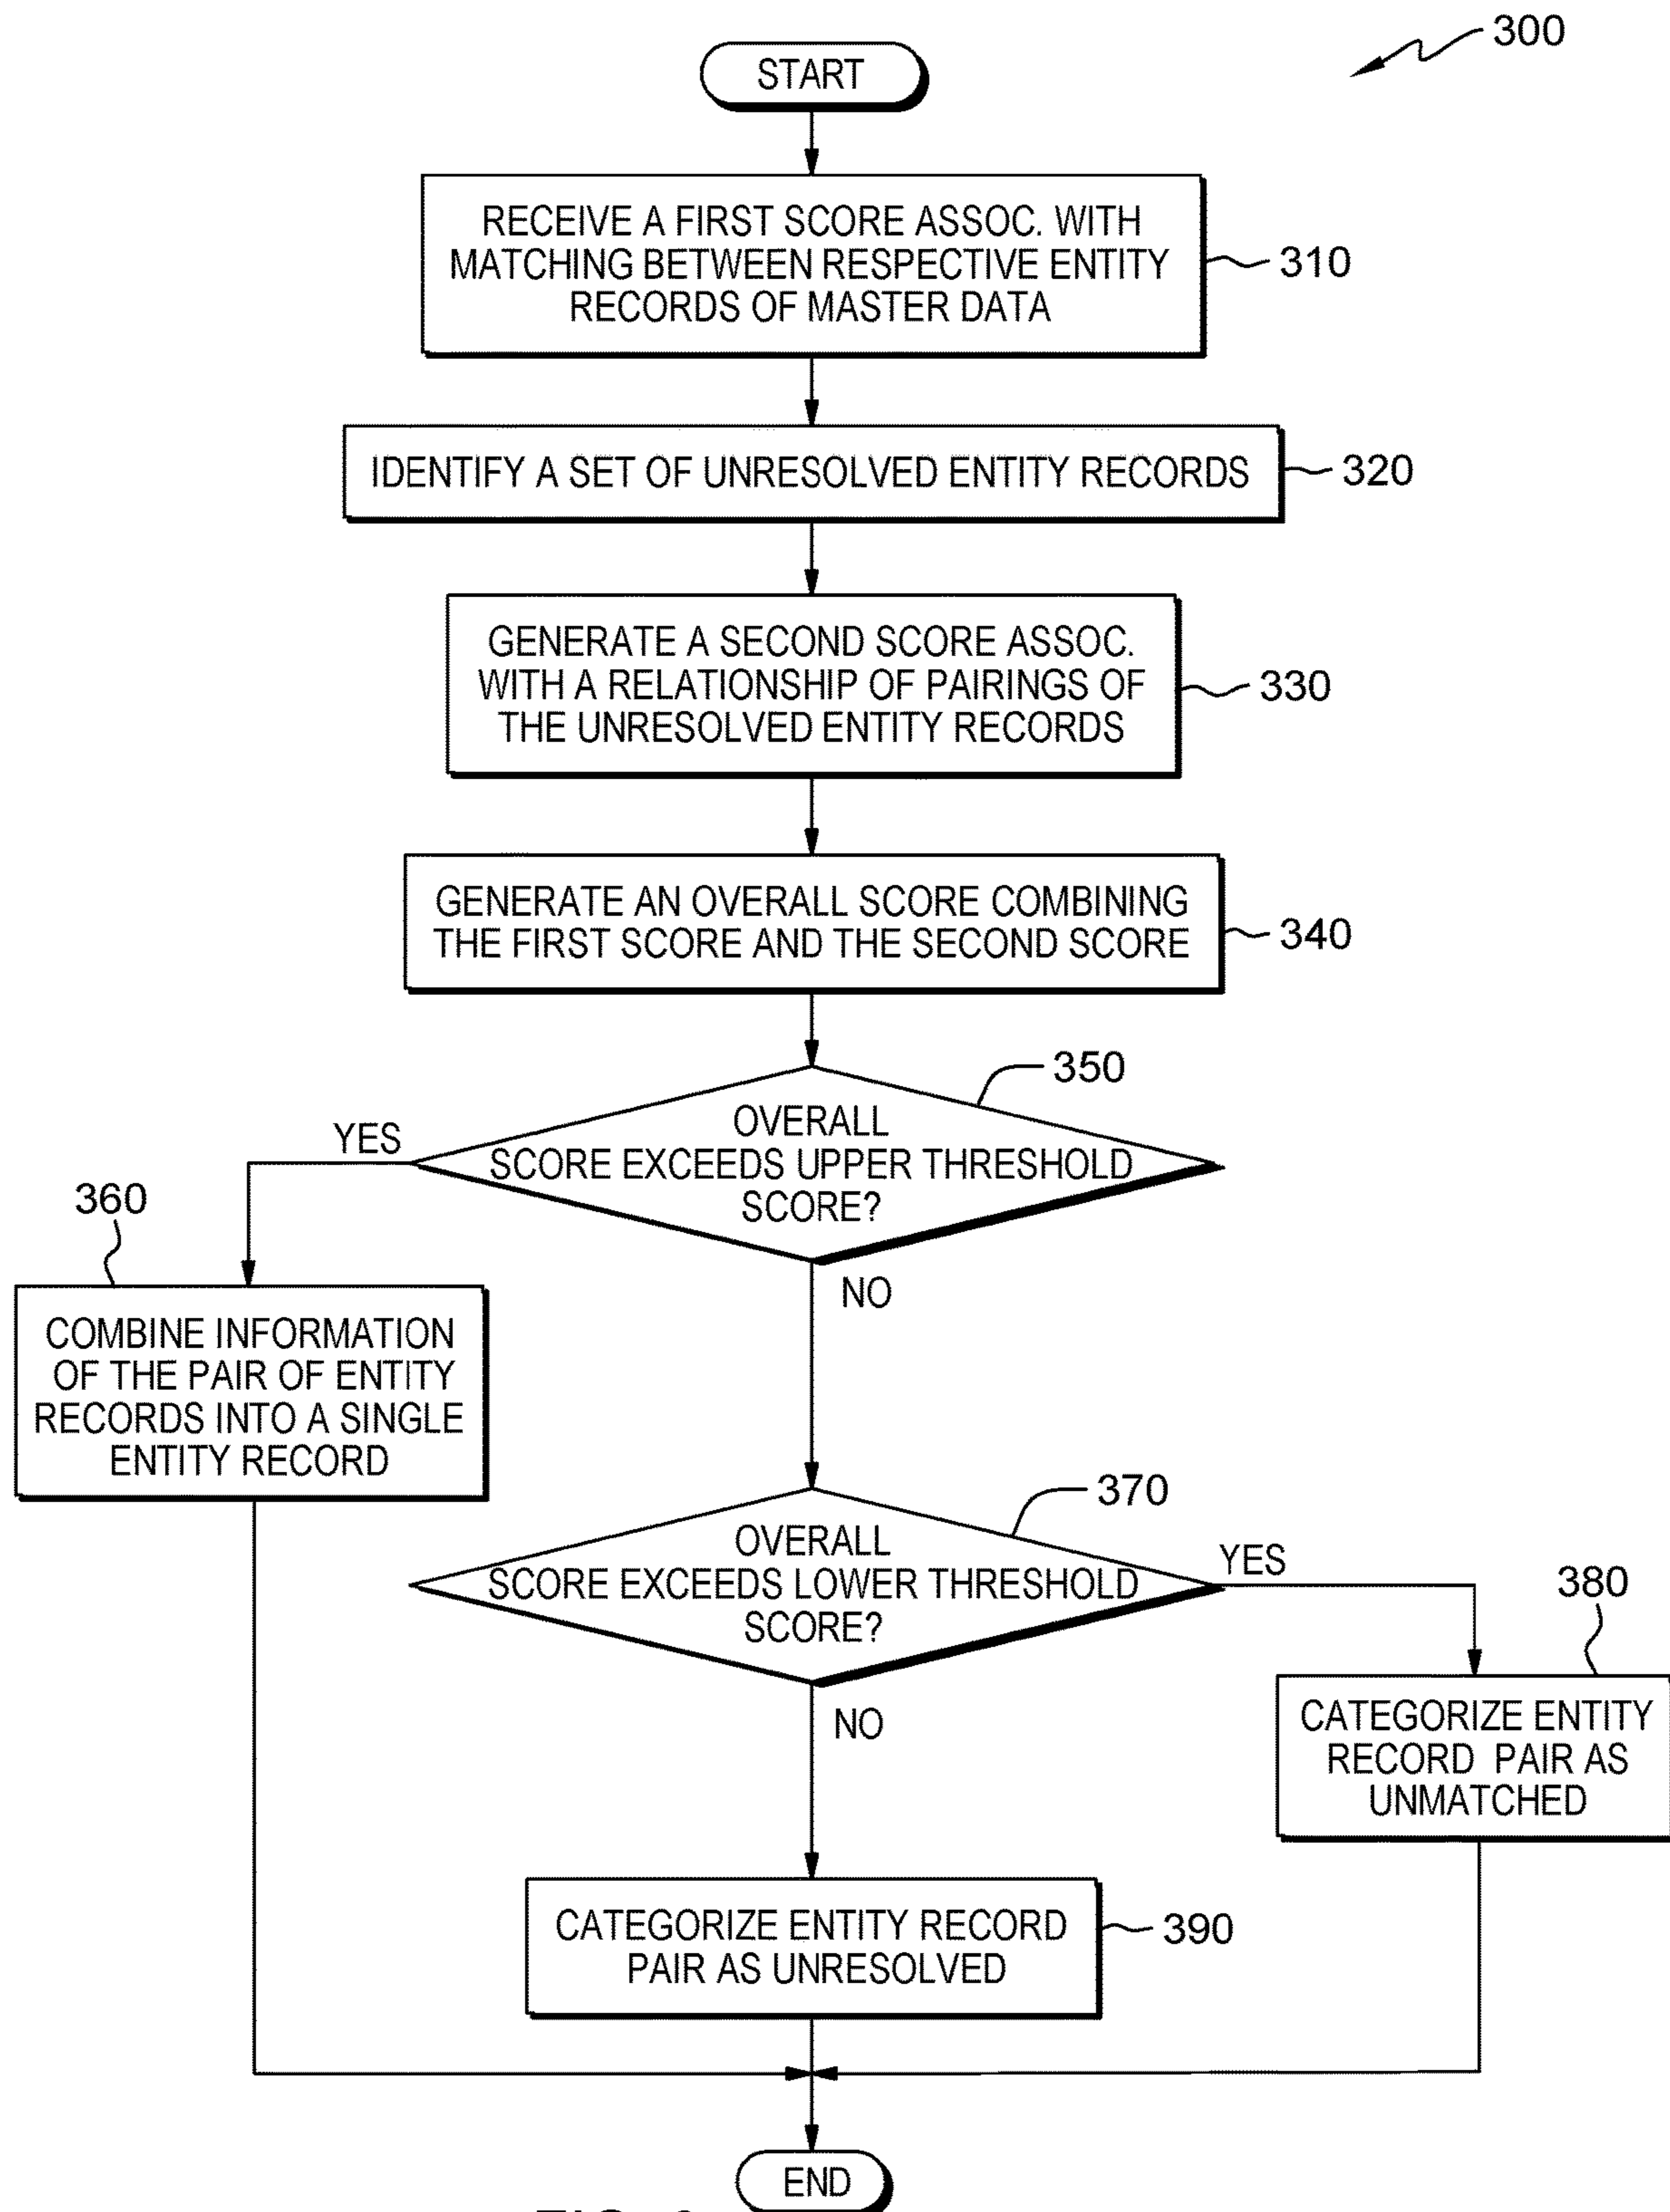 300
START
RECEIVE A FIRST SCORE ASSOC. WITH
MATCHING BETWEEN RESPECTIVE ENTITY
RECORDS OF MASTER DATA
310
IDENTIFY A SET OF UNRESOLVED ENTITY RECORDS
320
GENERATE A SECOND SCORE ASSOC.
WITH A RELATIONSHIP OF PAIRINGS OF
THE UNRESOLVED ENTITY RECORDS
330
GENERATE AN OVERALL SCORE COMBINING
THE FIRST SCORE AND THE SECOND SCORE
340
350
OVERALL
SCORE EXCEEDS UPPER THRESHOLD
SCORE?
YES
NO
360
COMBINE INFORMATION
OF THE PAIR OF ENTITY
RECORDS INTO A SINGLE
ENTITY RECORD
370
OVERALL
SCORE EXCEEDS LOWER THRESHOLD
SCORE?
YES
NO
380
CATEGORIZE ENTITY
RECORD PAIR AS
UNMATCHED
CATEGORIZE ENTITY RECORD
PAIR AS UNRESOLVED
390
END